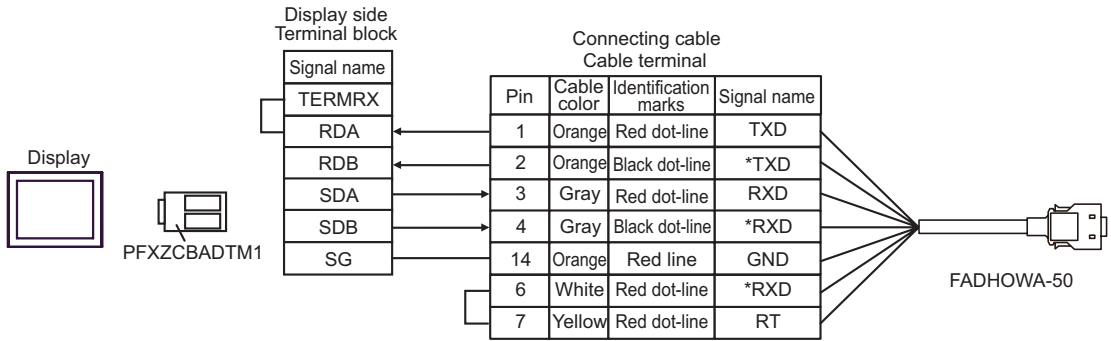 Display side
Terminal block
Signal name
TERMRX
RDA
RDB
SDA
SDB
SG
Connecting cable
Cable terminal
Pin Cable color Identification marks Signal name
1 Orange Red dot-line TXD
2 Orange Black dot-line *TXD
3 Gray Red dot-line RXD
4 Gray Black dot-line *RXD
14 Orange Red line GND
6 White Red dot-line *RXD
7 Yellow Red dot-line RT
Display
PFXZCBADTM1
FADHOWA-50